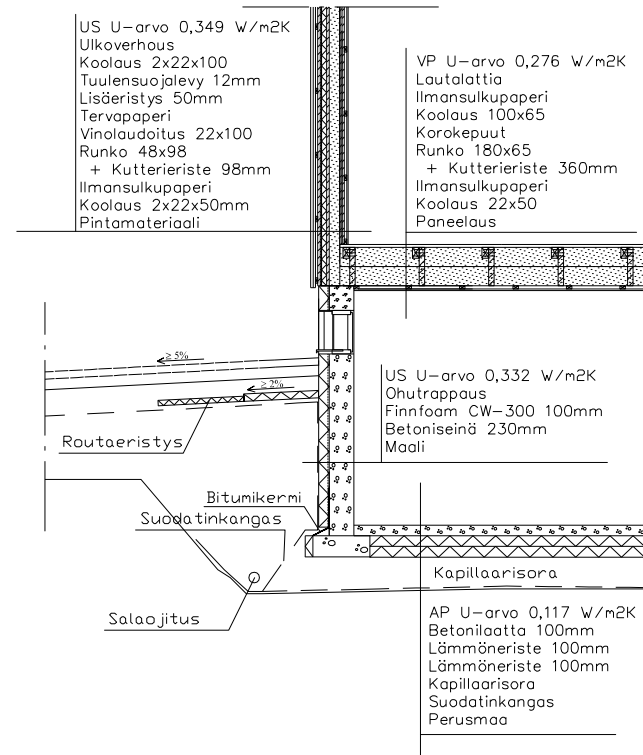 US U-arvo 0,349 W/m2K
Ulkoverhous
Koolaus 2x22x100
Tuulensuojalevy 12mm
Lisäeristys 50mm
Tervapaperi
Vinolaudoitus 22x100
Runko 48x98
+ Kutterieriste 98mm
Ilmansulkupaperi
Koolaus 2x22x50mm
Pintamateriaali
VP U-arvo 0,276 W/m2K
Lautalattia
Ilmansulkupaperi
Koolaus 100x65
Korokepuut
Runko 180x65
+ Kutterieriste 360mm
Ilmansulkupaperi
Koolaus 22x50
Paneelaus
≥5%
≥2%
US U-arvo 0,332 W/m2K
Ohutrappaus
Finnfoam CW-300 100mm
Betoniseinä 230mm
Maali
Routaeristys
Bitumikermi
Suodatinkangas
Salaojitus
Kapillaarisora
AP U-arvo 0,117 W/m2K
Betonilaatta 100mm
Lämmöneriste 100mm
Lämmöneriste 100mm
Kapillaarisora
Suodatinkangas
Perusmaa